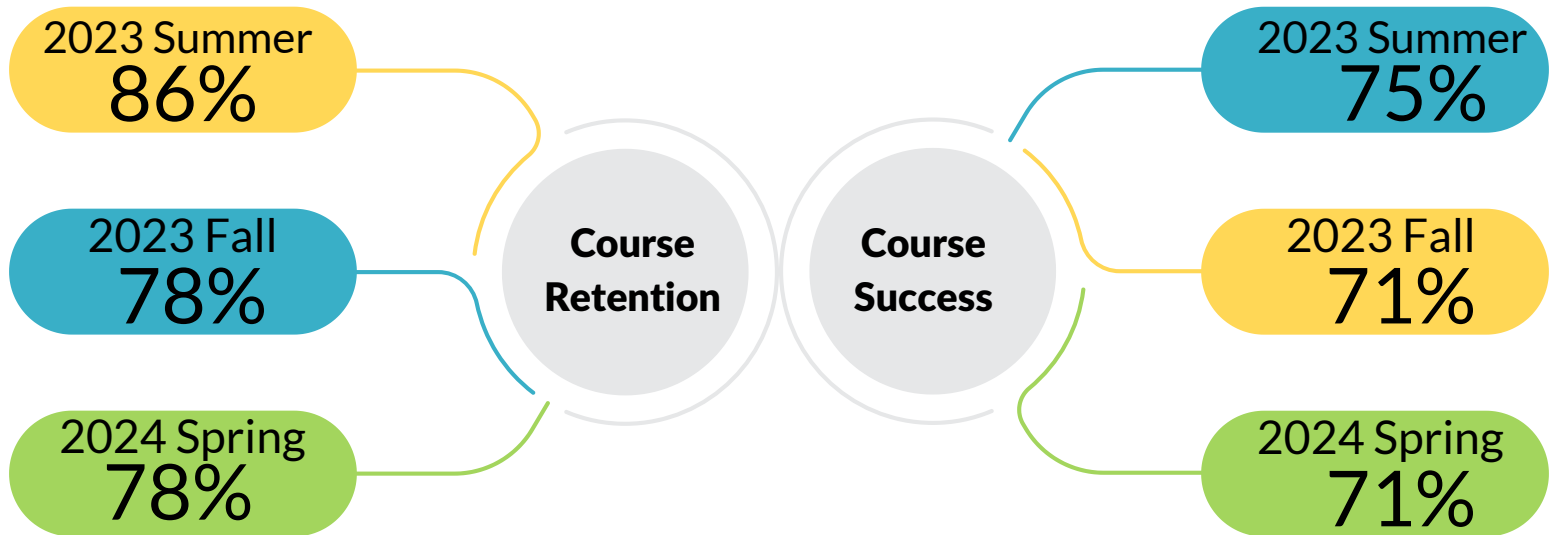 2023 Summer
86%
2023 Fall
78%
2024 Spring
78%
Course
Retention
Course
Success
2023 Summer
75%
2023 Fall
71%
2024 Spring
71%